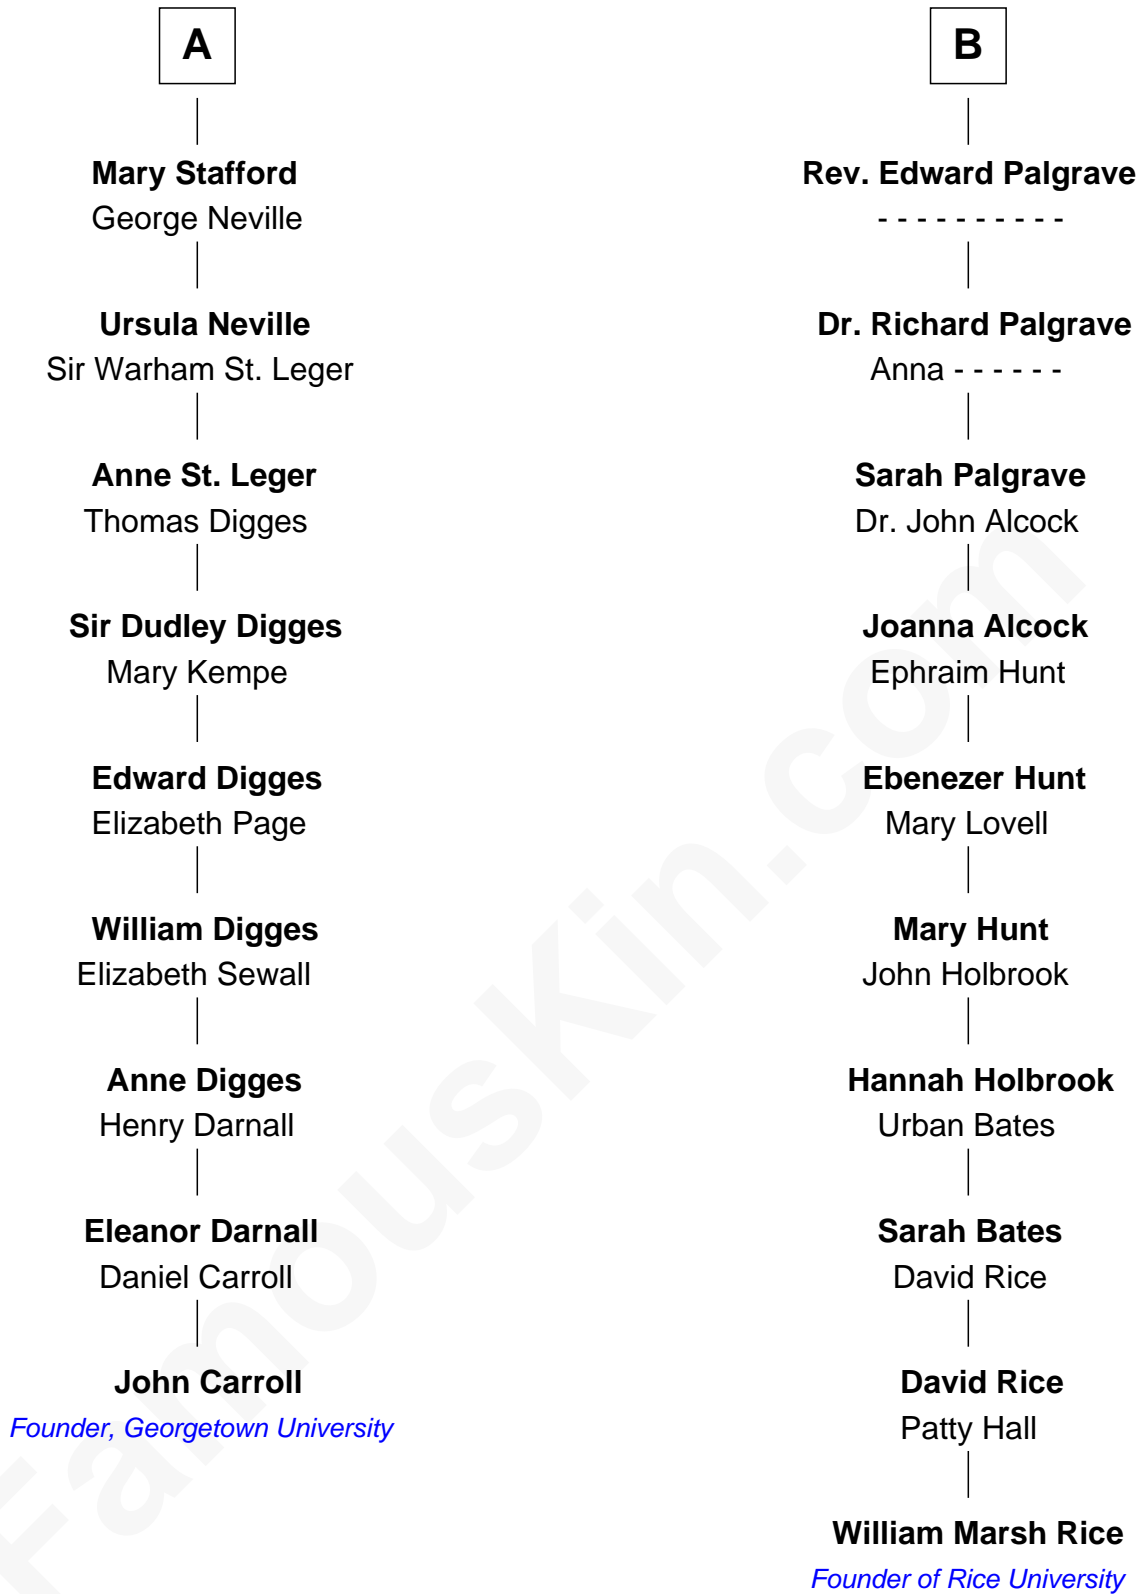 A
Mary Stafford
George Neville
Ursula Neville
Sir Warham St. Leger
Anne St. Leger
Thomas Digges
Sir Dudley Digges
Mary Kempe
Edward Digges
Elizabeth Page
William Digges
Elizabeth Sewall
Anne Digges
Henry Darnall
Eleanor Darnall
Daniel Carroll
John Carroll
Founder, Georgetown University
B
Rev. Edward Palgrave
- - - - - - - - - -
Dr. Richard Palgrave
Anna - - - - - -
Sarah Palgrave
Dr. John Alcock
Joanna Alcock
Ephraim Hunt
Ebenezer Hunt
Mary Lovell
Mary Hunt
John Holbrook
Hannah Holbrook
Urban Bates
Sarah Bates
David Rice
David Rice
Patty Hall
William Marsh Rice
Founder of Rice University
FamousKin.com